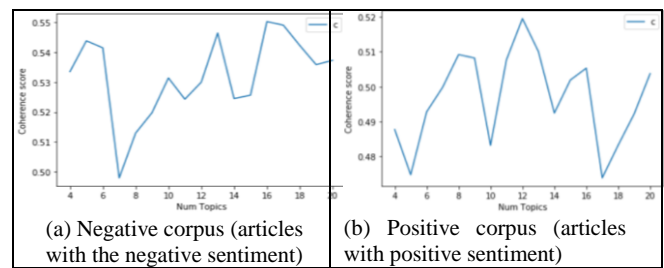 0.55
0.54
0.53
0.52
0.51
0.50
Coherence score
4 6 8 10 12 14 16 18 20
Num Topics
c
(a) Negative corpus (articles
with the negative sentiment)
0.52
0.51
0.50
0.49
0.48
Coherence score
4 6 8 10 12 14 16 18 20
Num Topics
c
(b) Positive corpus (articles
with positive sentiment)